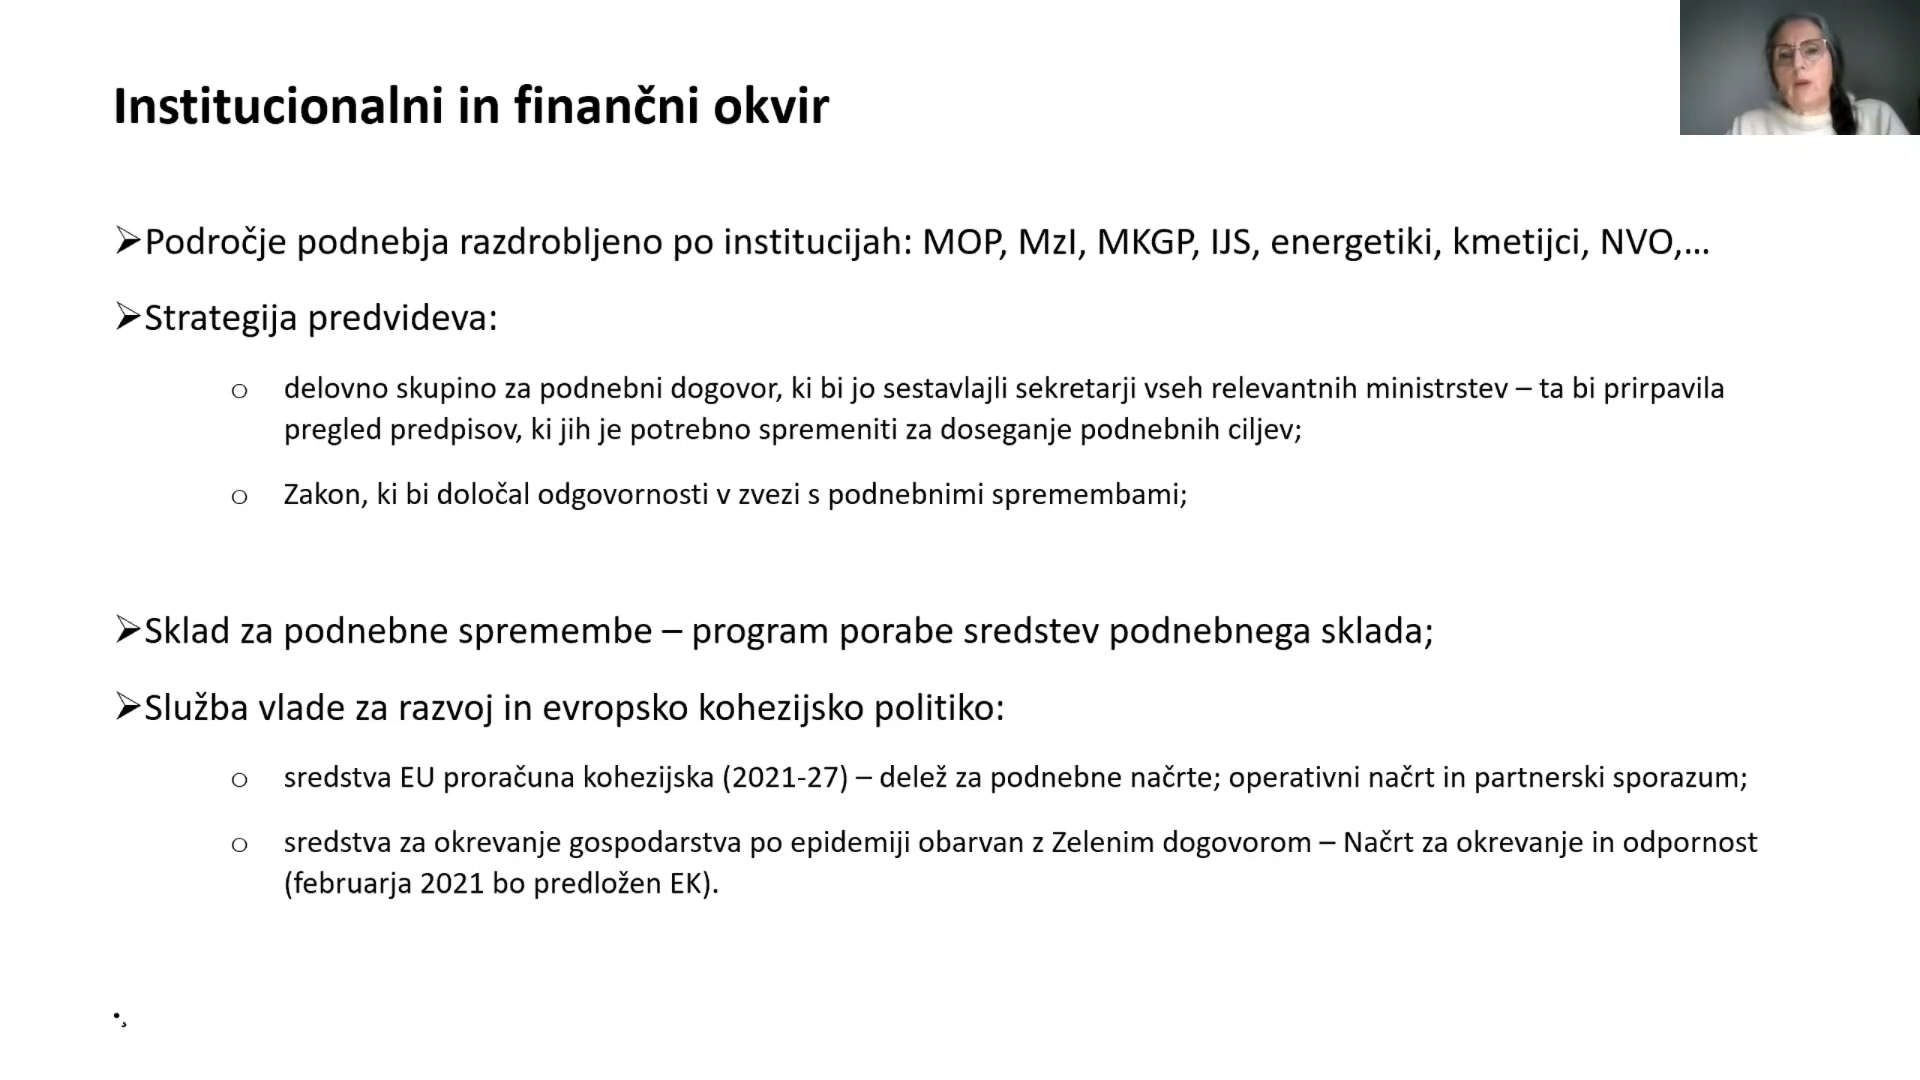 Institucionalni in finančni okvir
➢Področje podnebja razdrobljeno po institucijah: MOP, MzI, MKGP, IJS, energetiki, kmetijci, NVO,...
➢Strategija predvideva:
o delovno skupino za podnebni dogovor, ki bi jo sestavlajli sekretarji vseh relevantnih ministrstev – ta bi prirpavila
pregled predpisov, ki jih je potrebno spremeniti za doseganje podnebnih ciljev;
o Zakon, ki bi določal odgovornosti v zvezi s podnebnimi spremembami;
➢Sklad za podnebne spremembe – program porabe sredstev podnebnega sklada;
➢Služba vlade za razvoj in evropsko kohezijsko politiko:
o sredstva EU proračuna kohezijska (2021-27) – delež za podnebne načrte; operativni načrt in partnerski sporazum;
o sredstva za okrevanje gospodarstva po epidemiji obarvan z Zelenim dogovorom – Načrt za okrevanje in odpornost
(februarja 2021 bo predložen EK).